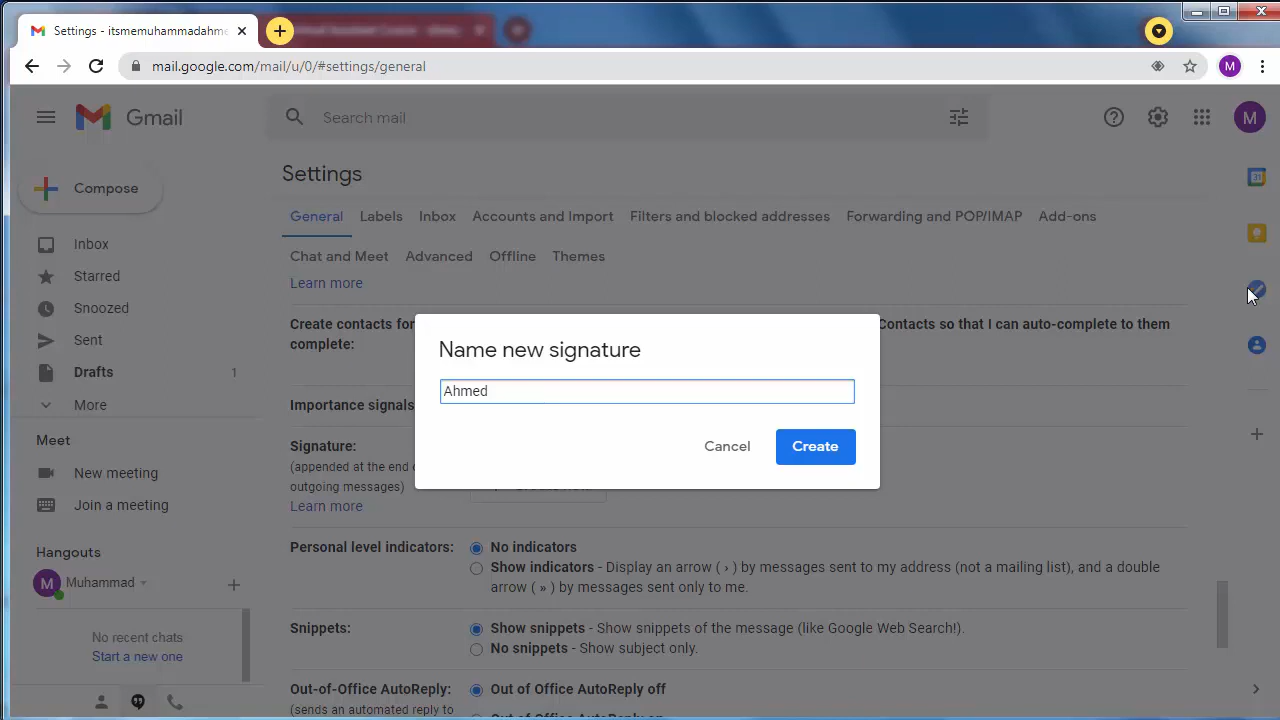 Settings - itsmemuhammadahme
mail.google.com/mail/u/0/#settings/general
M
Gmail
Search mail
M
Compose
Settings
General Labels Inbox Accounts and Import Filters and blocked addresses Forwarding and POP/IMAP Add-ons
Chat and Meet Advanced Offline Themes
Inbox
Starred
Snoozed
Sent
Drafts 1
More
Meet
New meeting
Join a meeting
Hangouts
M Muhammad
No recent chats
Start a new one
Learn more
Create contacts for
complete:
Contacts so that I can auto-complete to them
Name new signature
Ahmed
Cancel Create
Importance signals
Signature:
(appended at the end
outgoing messages)
Learn more
Personal level indicators: No indicators
Show indicators - Display an arrow ( › ) by messages sent to my address (not a mailing list), and a double
arrow ( » ) by messages sent only to me.
Snippets: Show snippets - Show snippets of the message (like Google Web Search!).
No snippets - Show subject only.
Out-of-Office AutoReply: Out of Office AutoReply off
(sends an automated reply to